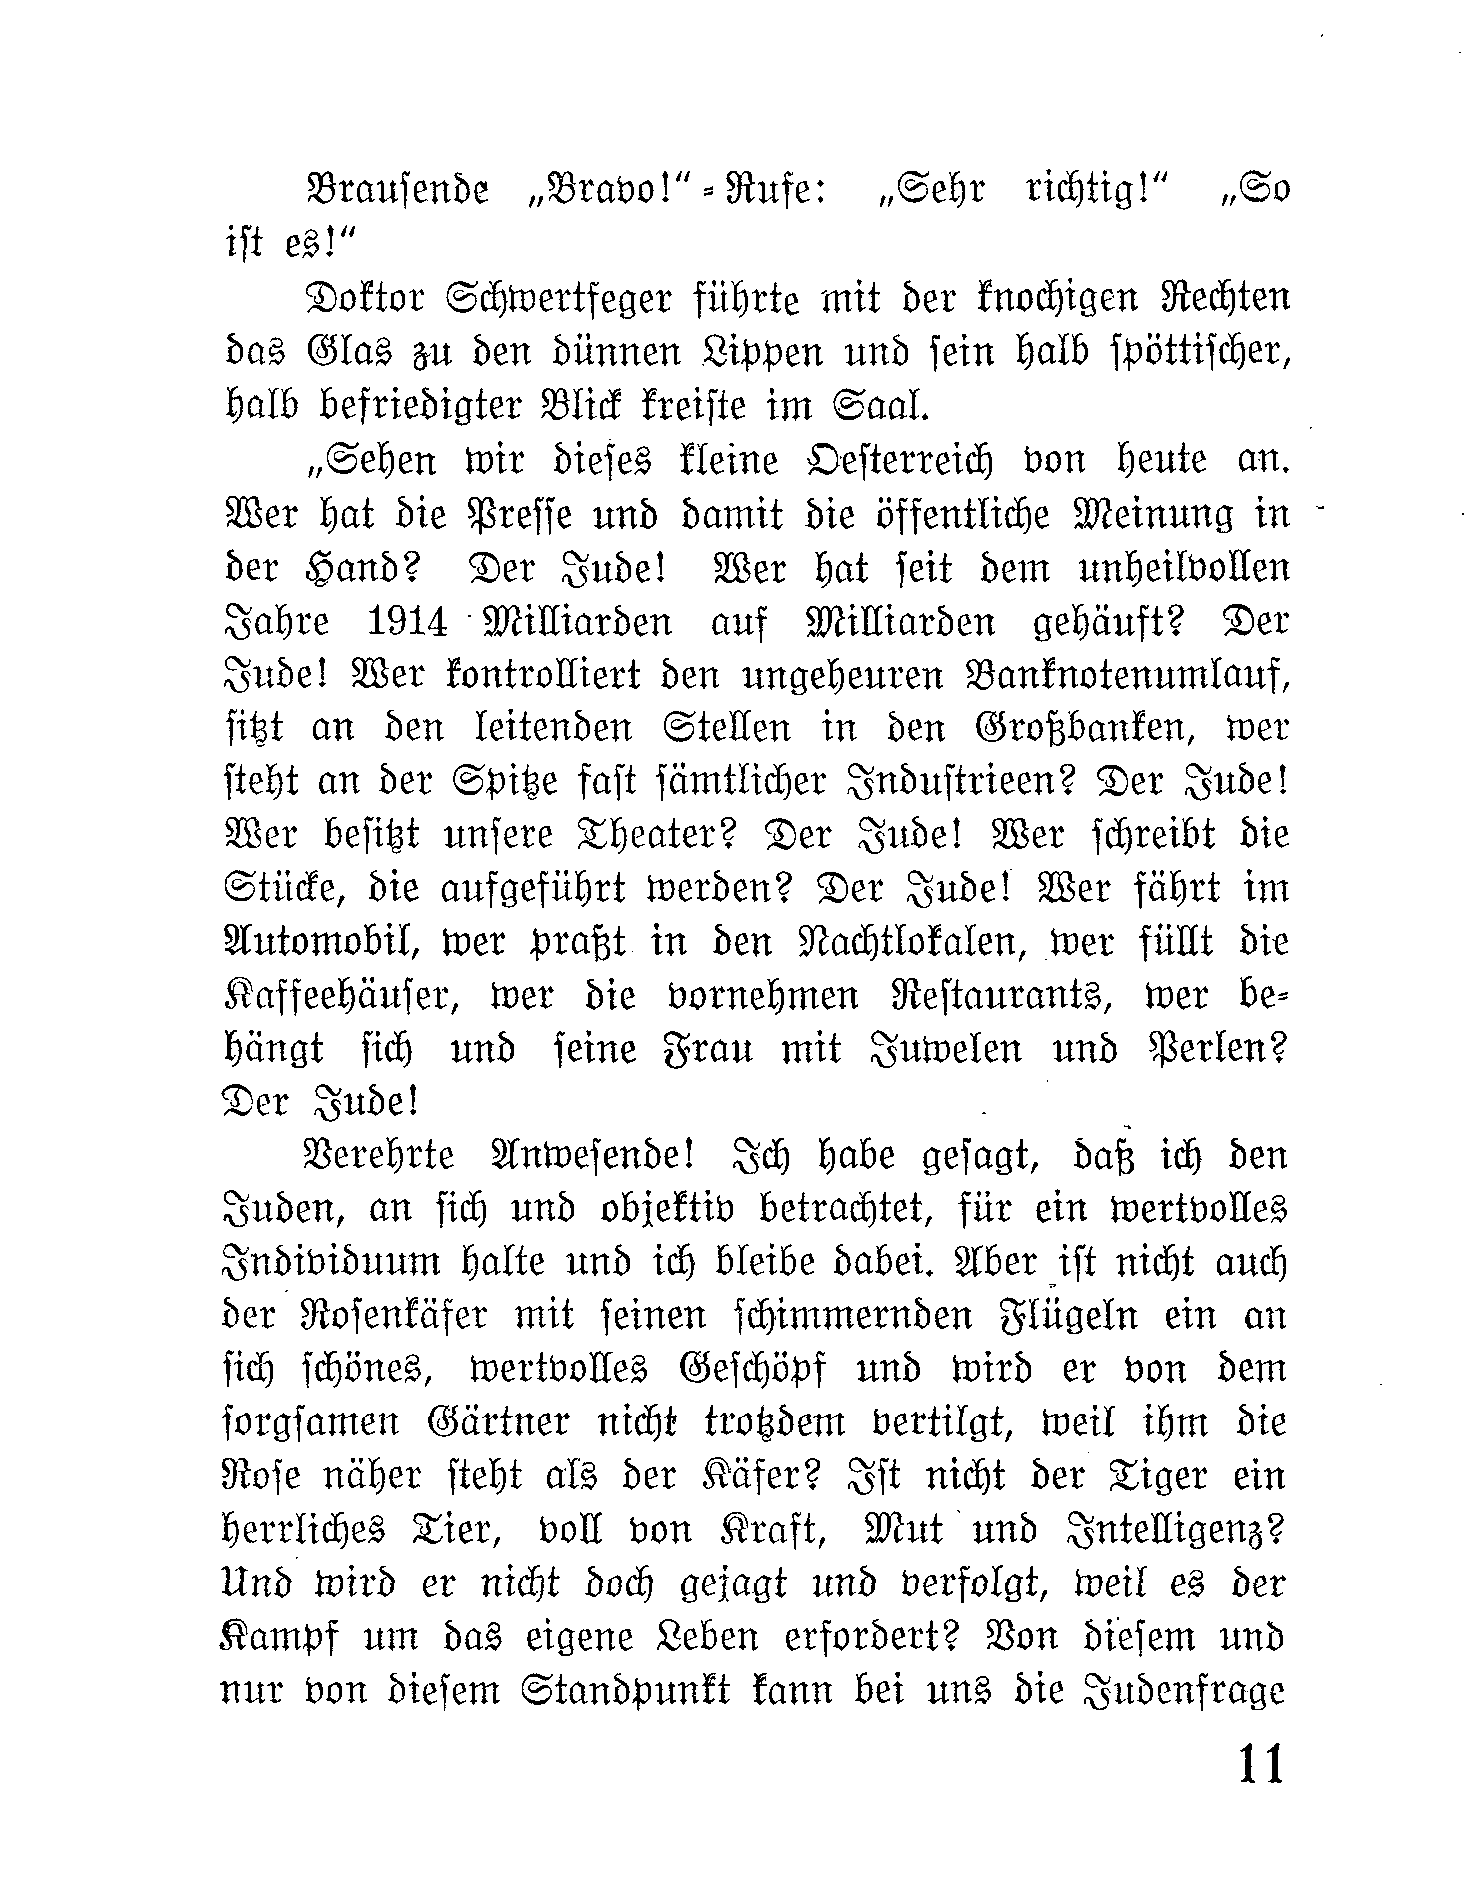 Brausende „Bravo!“-Rufe: „Sehr richtig!“ „So
ist es!“
Doktor Schwertfeger führte mit der knochigen Rechten
das Glas zu den dünnen Lippen und sein halb spöttischer,
halb befriedigter Blick kreiste im Saal.
„Sehen wir dieses kleine Oesterreich von heute an.
Wer hat die Presse und damit die öffentliche Meinung in
der Hand? Der Jude! Wer hat seit dem unheilvollen
Jahre 1914 Milliarden auf Milliarden gehäuft? Der
Jude! Wer kontrolliert den ungeheuren Banknotenumlauf,
sitzt an den leitenden Stellen in den Großbanken, wer
steht an der Spitze fast sämtlicher Industrieen? Der Jude!
Wer besitzt unsere Theater? Der Jude! Wer schreibt die
Stücke, die aufgeführt werden? Der Jude! Wer fährt im
Automobil, wer praßt in den Nachtlokalen, wer füllt die
Kaffeehäuser, wer die vornehmen Restaurants, wer be-
hängt sich und seine Frau mit Juwelen und Perlen?
Der Jude!
Verehrte Anwesende! Ich habe gesagt, daß ich den
Juden, an sich und objektiv betrachtet, für ein wertvolles
Individuum halte und ich bleibe dabei. Aber ist nicht auch
der Rosenkäfer mit seinen schimmernden Flügeln ein an
sich schönes, wertvolles Geschöpf und wird er von dem
sorgsamen Gärtner nicht trotzdem vertilgt, weil ihm die
Rose näher steht als der Käfer? Ist nicht der Tiger ein
herrliches Tier, voll von Kraft, Mut und Intelligenz?
Und wird er nicht doch gejagt und verfolgt, weil es der
Kampf um das eigene Leben erfordert? Von diesem und
nur von diesem Standpunkt kann bei uns die Judenfrage
11